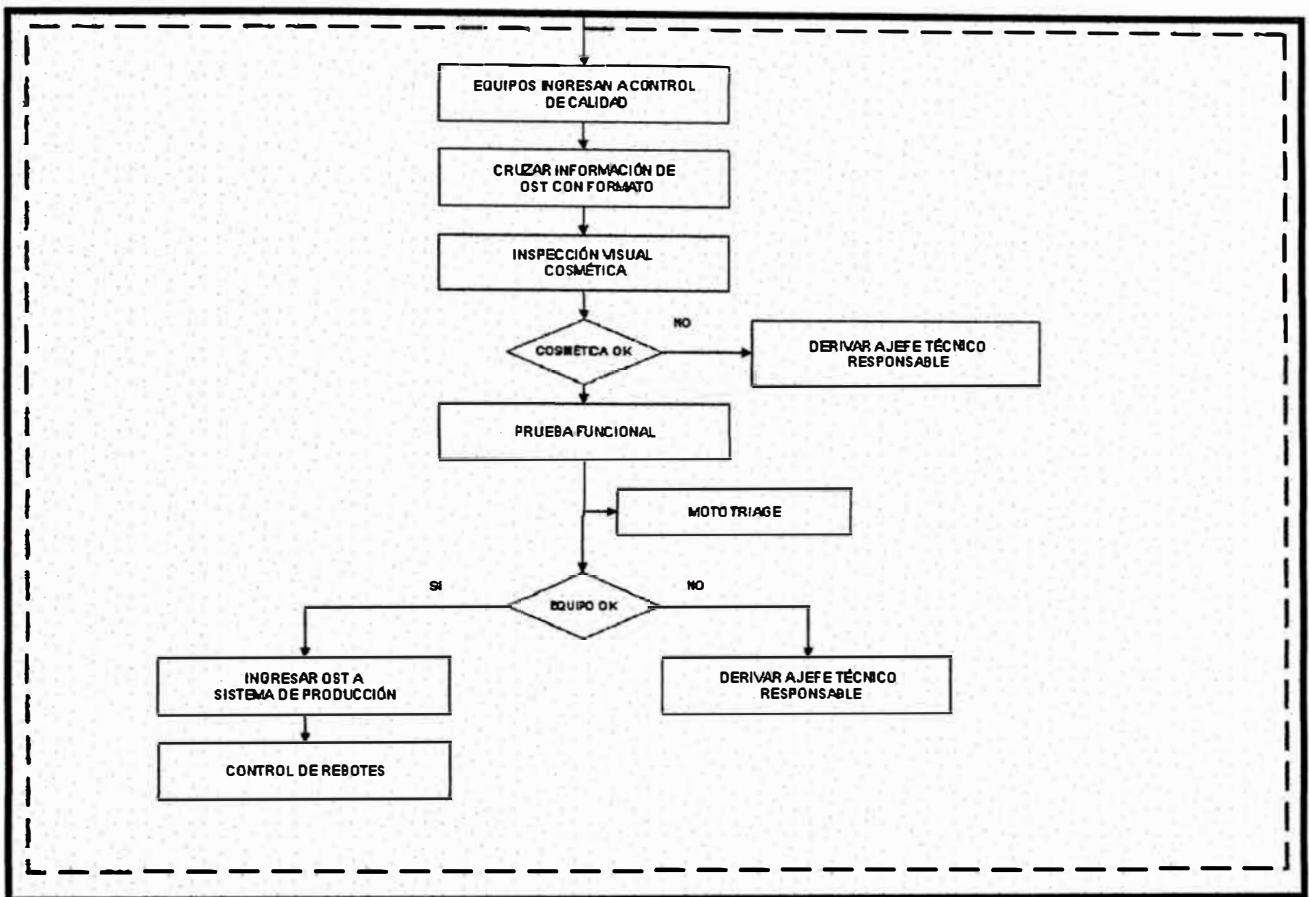 EQUIPOS INGRESAN A CONTROL
DE CALIDAD
CRUZAR INFORMACIÓN DE
OST CON FORMATO
INSPECCIÓN VISUAL
COSMÉTICA
COSMÉTICA OK
NO
DERIVAR A JEFE TÉCNICO
RESPONSABLE
PRUEBA FUNCIONAL
MOTO TRIAGE
SI
EQUIPO OK
NO
INGRESAR OST A
SISTEMA DE PRODUCCIÓN
DERIVAR A JEFE TÉCNICO
RESPONSABLE
CONTROL DE REBOTES